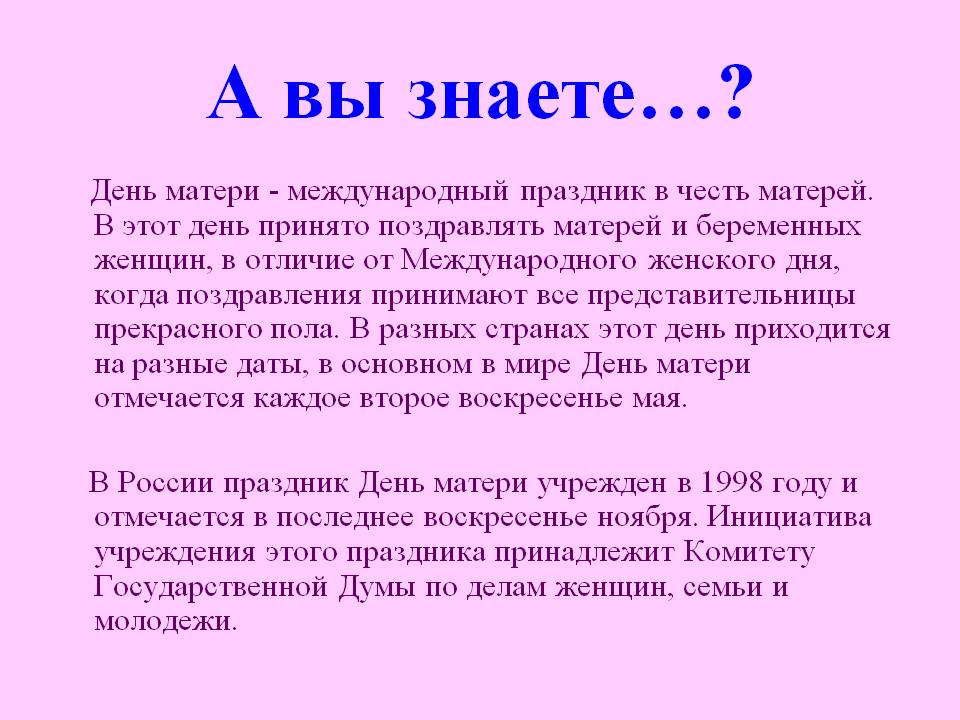 А вы знаете…?
День матери - международный праздник в честь матерей.
В этот день принято поздравлять матерей и беременных
женщин, в отличие от Международного женского дня,
когда поздравления принимают все представительницы
прекрасного пола. В разных странах этот день приходится
на разные даты, в основном в мире День матери
отмечается каждое второе воскресенье мая.
В России праздник День матери учрежден в 1998 году и
отмечается в последнее воскресенье ноября. Инициатива
учреждения этого праздника принадлежит Комитету
Государственной Думы по делам женщин, семьи и
молодежи.